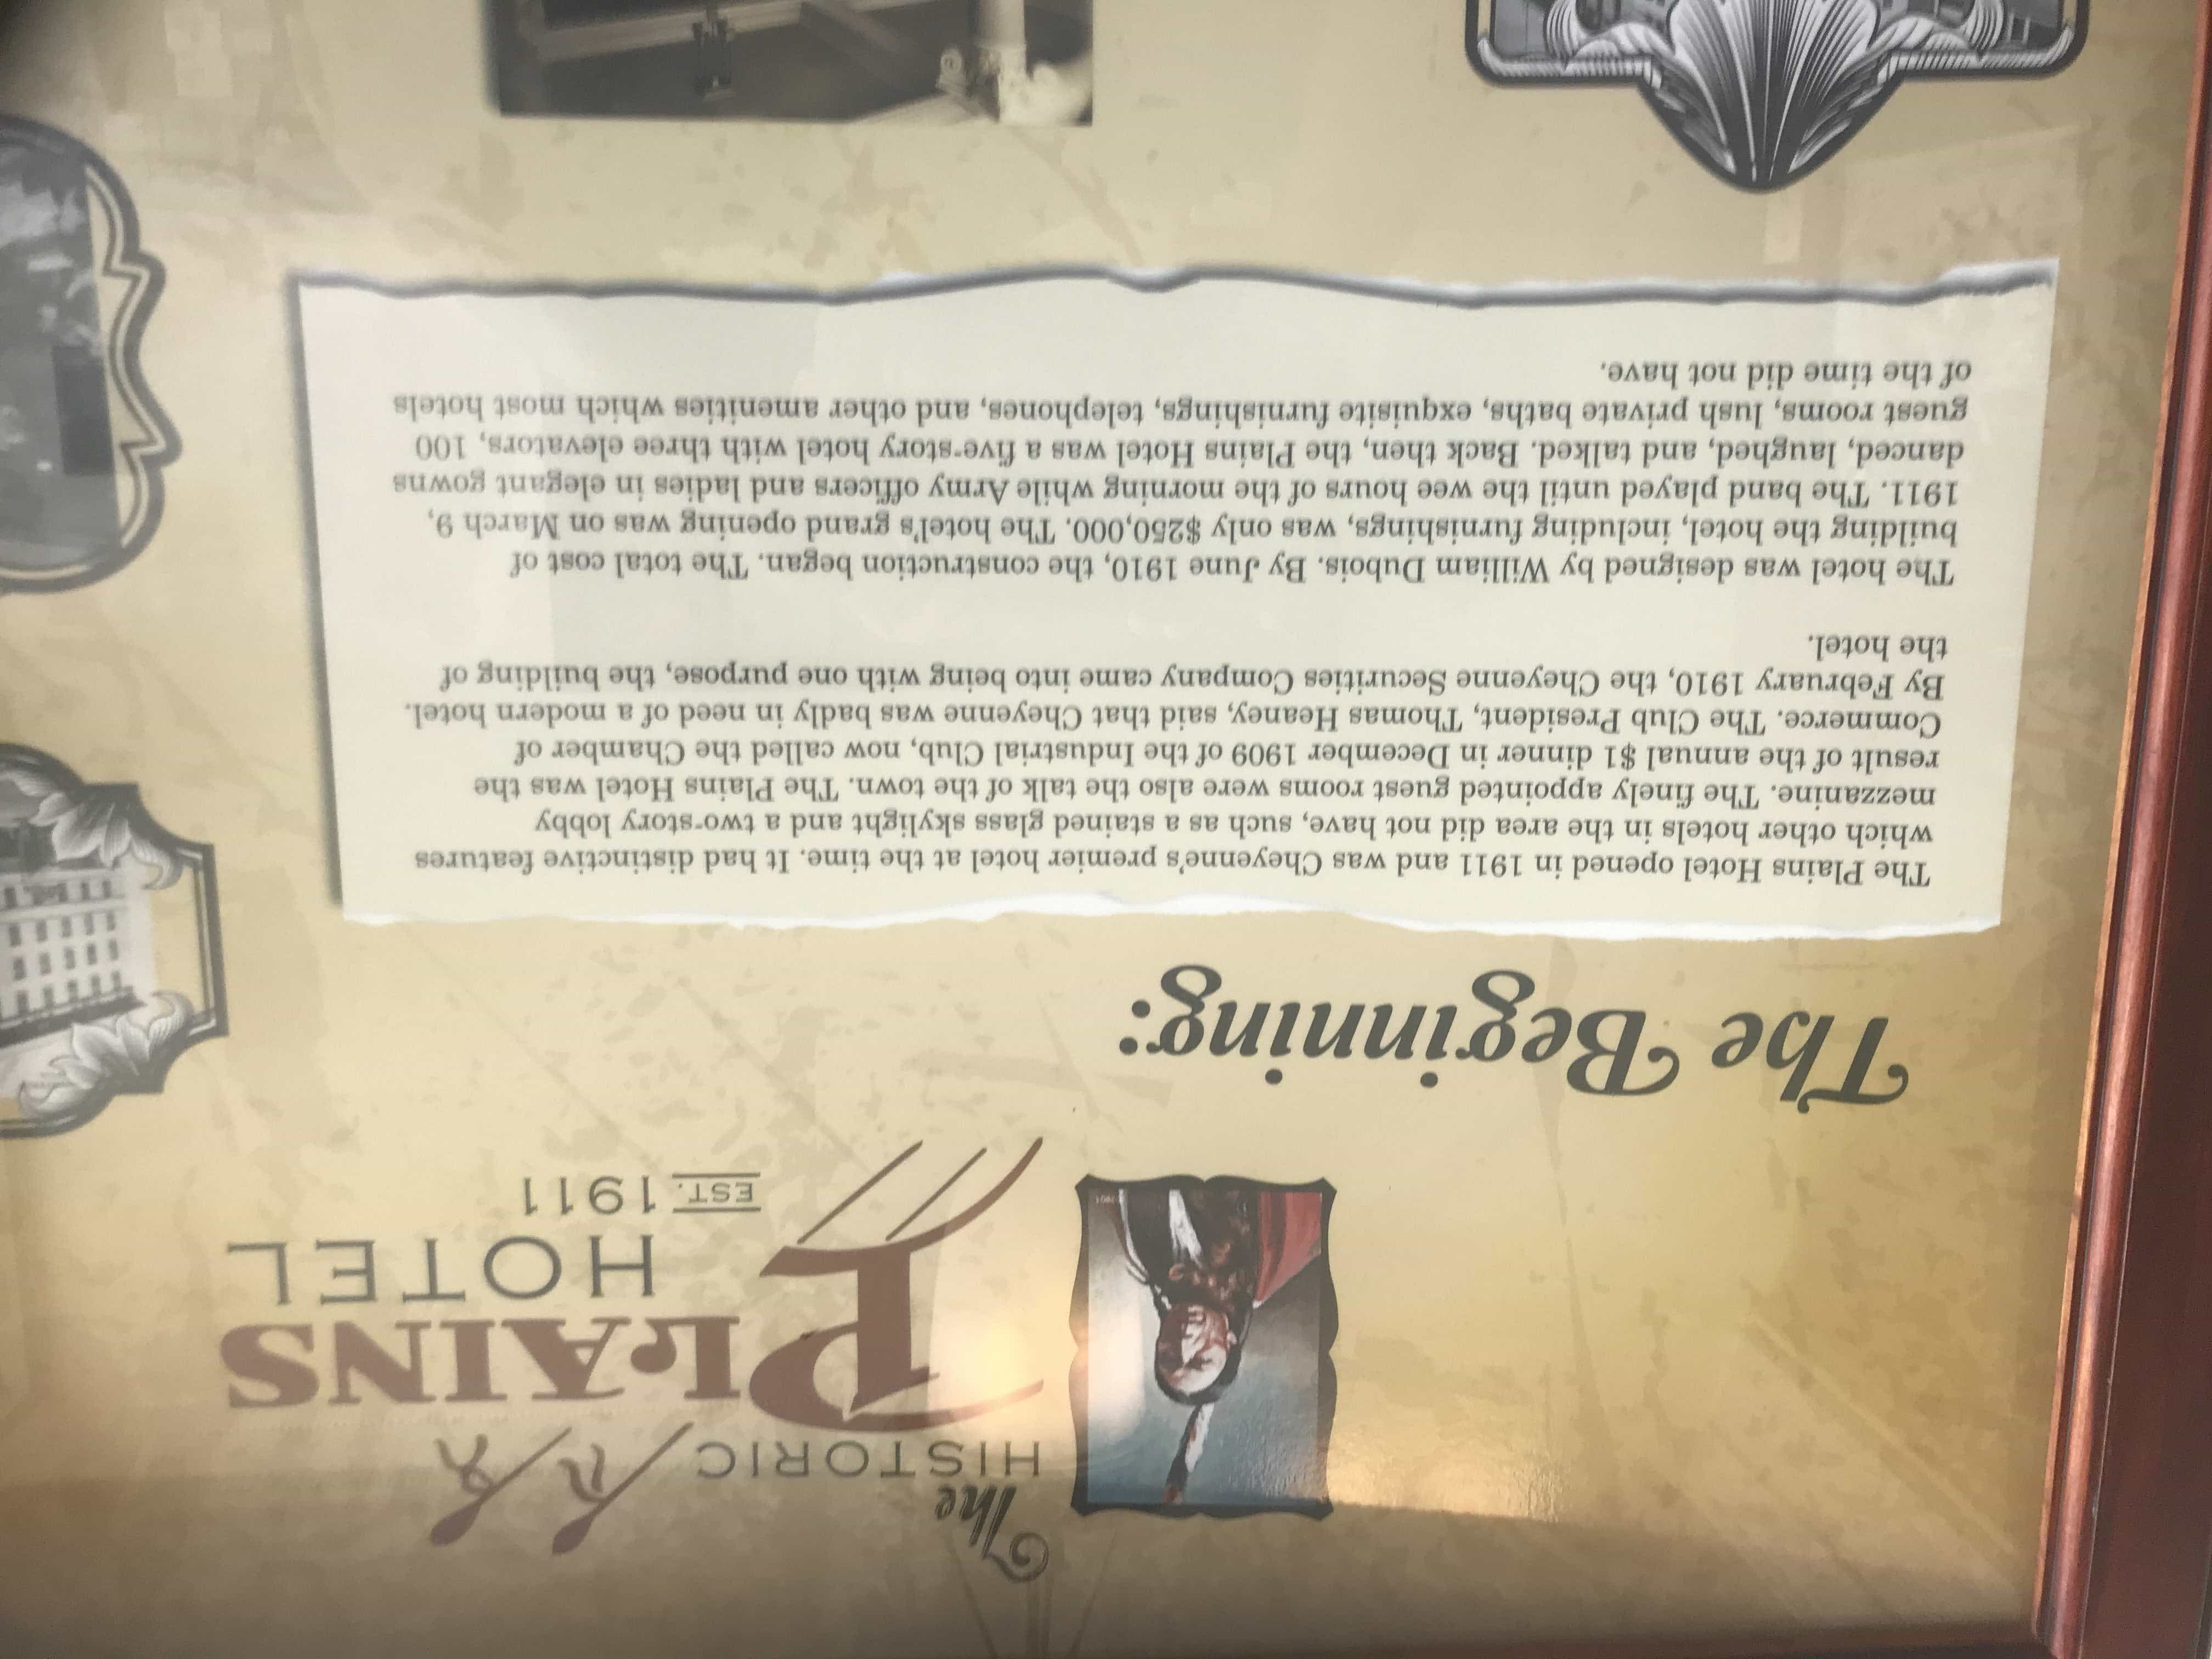 The
HISTORIC
PLAINS
HOTEL
EST. 1911
The Beginning:
The Plains Hotel opened in 1911 and was Cheyenne's premier hotel at the time. It had distinctive features
which other hotels in the area did not have, such as a stained glass skylight and a two-story lobby
mezzanine. The finely appointed guest rooms were also the talk of the town. The Plains Hotel was the
result of the annual $1 dinner in December 1909 of the Industrial Club, now called the Chamber of
Commerce. The Club President, Thomas Heaney, said that Cheyenne was badly in need of a modern hotel.
By February 1910, the Cheyenne Securities Company came into being with one purpose, the building of
the hotel.
The hotel was designed by William Dubois. By June 1910, the construction began. The total cost of
building the hotel, including furnishings, was only $250,000. The hotel's grand opening was on March 9,
1911. The band played until the wee hours of the morning while Army officers and ladies in elegant gowns
danced, laughed, and talked. Back then, the Plains Hotel was a five-story hotel with three elevators, 100
guest rooms, lush private baths, exquisite furnishings, telephones, and other amenities which most hotels
of the time did not have.